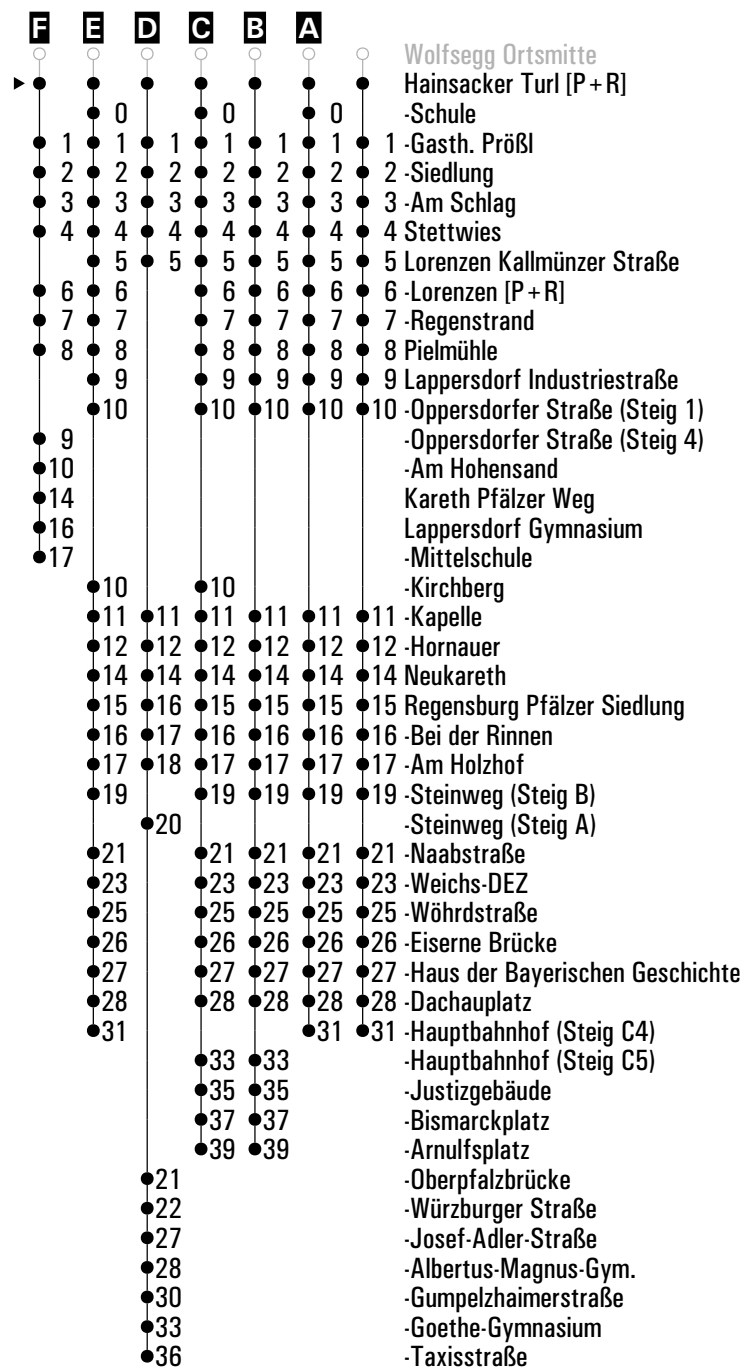 F E D C B A
Wolfsegg Ortsmitte
Hainsacker Turl [P+R]
0 0 0 -Schule
1 1 1 1 1 1 1 -Gasth. Prößl
2 2 2 2 2 2 2 -Siedlung
3 3 3 3 3 3 3 -Am Schlag
4 4 4 4 4 4 4 Stettwies
5 5 5 5 5 5 Lorenzen Kallmünzer Straße
6 6 6 6 6 6 -Lorenzen [P+R]
7 7 7 7 7 7 -Regenstrand
8 8 8 8 8 8 Pielmühle
9 9 9 9 9 Lappersdorf Industriestraße
10 10 10 10 10 -Oppersdorfer Straße (Steig 1)
9 -Oppersdorfer Straße (Steig 4)
10 -Am Hohensand
14 Kareth Pfälzer Weg
16 Lappersdorf Gymnasium
17 -Mittelschule
10 10 -Kirchberg
11 11 11 11 11 11 -Kapelle
12 12 12 12 12 12 -Hornauer
14 14 14 14 14 14 Neukareth
15 16 15 15 15 15 Regensburg Pfälzer Siedlung
16 17 16 16 16 16 -Bei der Rinnen
17 18 17 17 17 17 -Am Holzhof
19 19 19 19 19 -Steinweg (Steig B)
20 -Steinweg (Steig A)
21 21 21 21 21 -Naabstraße
23 23 23 23 23 -Weichs-DEZ
25 25 25 25 25 -Wöhrdstraße
26 26 26 26 26 -Eiserne Brücke
27 27 27 27 27 -Haus der Bayerischen Geschichte
28 28 28 28 28 -Dachauplatz
31 31 31 -Hauptbahnhof (Steig C4)
33 33 -Hauptbahnhof (Steig C5)
35 35 -Justizgebäude
37 37 -Bismarckplatz
39 39 -Arnulfsplatz
21 -Oberpfalzbrücke
22 -Würzburger Straße
27 -Josef-Adler-Straße
28 -Albertus-Magnus-Gym.
30 -Gumpelzhaimerstraße
33 -Goethe-Gymnasium
36 -Taxisstraße